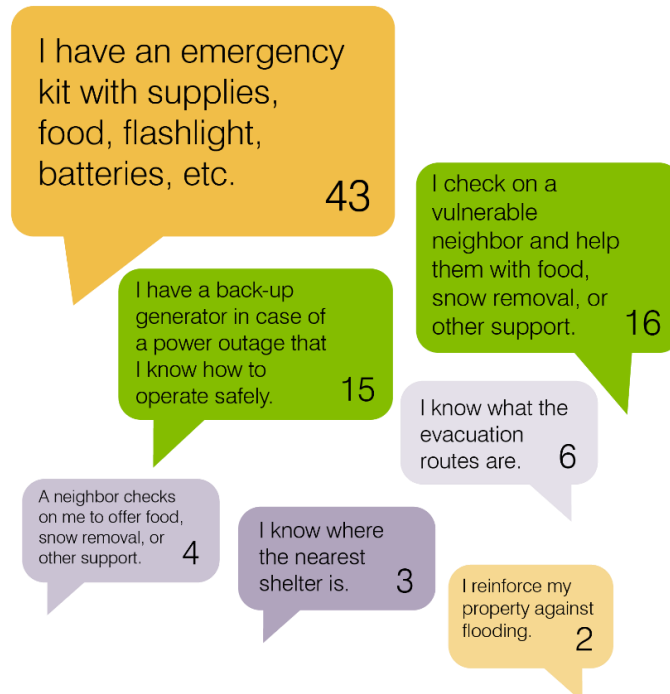 I have an emergency
kit with supplies,
food, flashlight,
batteries, etc.
43
I check on a
vulnerable
neighbor and help
them with food,
snow removal, or
other support.
16
I have a back-up
generator in case of
a power outage that
I know how to
operate safely.
15
I know what the
evacuation
routes are.
6
A neighbor checks
on me to offer food,
snow removal, or
other support.
4
I know where
the nearest
shelter is.
3
I reinforce my
property against
flooding.
2